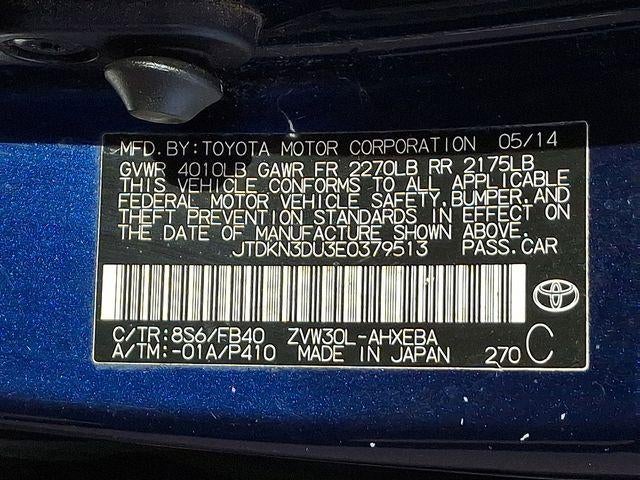 MFD.BY:TOYOTA MOTOR CORPORATION 05/14
GVWR 4010LB GAWR FR 2270LB RR 2175LB
THIS VEHICLE CONFORMS TO ALL APPLICABLE
FEDERAL MOTOR VEHICLE SAFETY,BUMPER,AND
THEFT PREVENTION STANDARDS IN EFFECT ON
THE DATE OF MANUFACTURE SHOWN ABOVE.
JTDKN3DU3E0379513 PASS.CAR
C/TR:8S6/FB40 ZVW30L-AHXEBA
A/TM:-01A/P410 MADE IN JAPAN 270 C